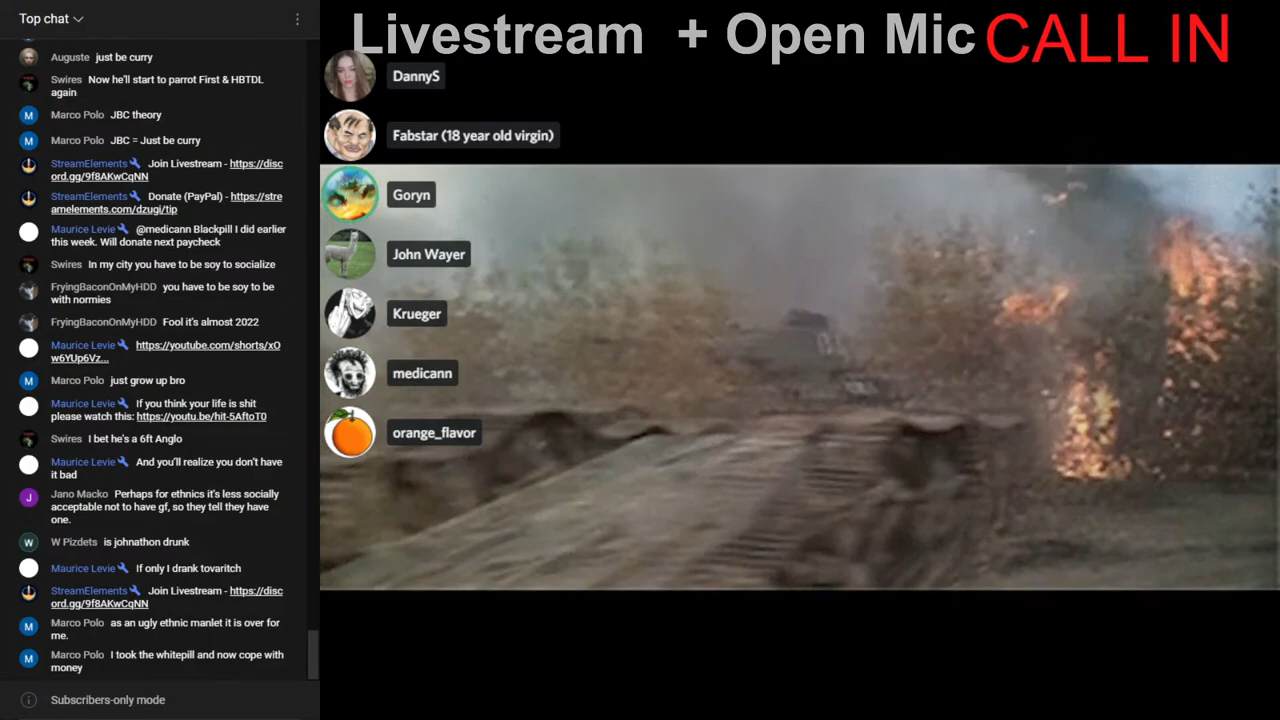 Top chat
Livestream + Open Mic CALL IN
Auguste just be curry
Swires Now he'll start to parrot First & HBTDL
again
Marco Polo JBC theory
Marco Polo JBC = Just be curry
StreamElements Join Livestream - https://disc
ord.gg/9f8AKwCqNN
StreamElements Donate (PayPal) - https://stre
amelements.com/dzugi/tip
Maurice Levie @medicann Blackpill I did earlier
this week. Will donate next paycheck
Swires In my city you have to be soy to socialize
FryingBaconOnMyHDD you have to be soy to be
with normies
FryingBaconOnMyHDD Fool it's almost 2022
Maurice Levie https://youtube.com/shorts/xO
w6YUp6Vz...
Marco Polo just grow up bro
Maurice Levie If you think your life is shit
please watch this: https://youtu.be/hit-5AftoT0
Swires I bet he's a 6ft Anglo
Maurice Levie And you'll realize you don't have
it bad
J
Jano Macko Perhaps for ethnics it's less socially
acceptable not to have gf, so they tell they have
one.
W
W Pizdets is johnathon drunk
Maurice Levie If only I drank tovaritch
StreamElements Join Livestream - https://disc
ord.gg/9f8AKwCqNN
M
Marco Polo as an ugly ethnic manlet it is over for
me.
M
Marco Polo I took the whitepill and now cope with
money
Subscribers-only mode
DannyS
Fabstar (18 year old virgin)
Goryn
John Wayer
Krueger
medicann
orange_flavor